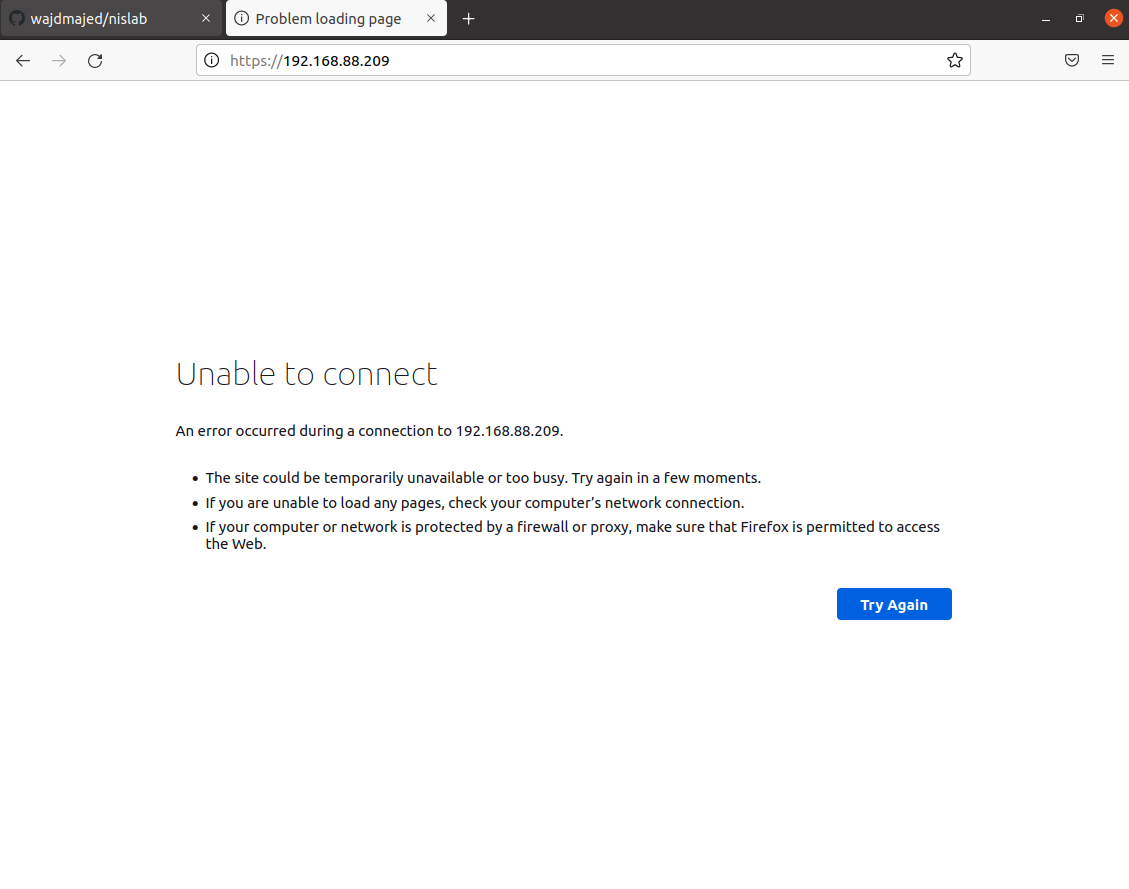 wajdmajed/nislab
Problem loading page
https://192.168.88.209
Unable to connect
An error occurred during a connection to 192.168.88.209.
• The site could be temporarily unavailable or too busy. Try again in a few moments.
• If you are unable to load any pages, check your computer’s network connection.
• If your computer or network is protected by a firewall or proxy, make sure that Firefox is permitted to access
the Web.
Try Again